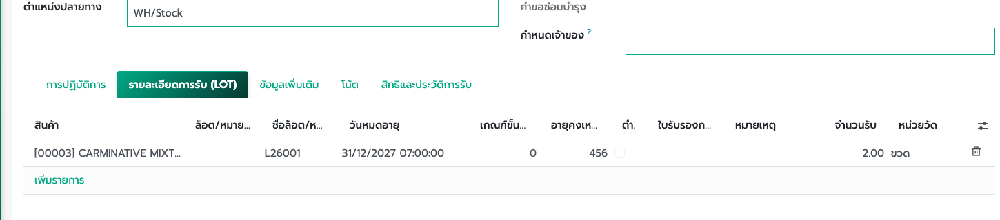 ตำแหน่งปลายทาง WH/Stock คำขอซ่อมบำรุง
กำหนดเจ้าของ ?
การปฏิบัติการ รายละเอียดการรับ (LOT) ข้อมูลเพิ่มเติม โน้ต สิทธิและประวัติการรับ
สินค้า ล็อต/หมาย... ชื่อล็อต/ห... วันหมดอายุ เกณฑ์ขั้น... อายุคงเห... ต่ำ. ใบรับรองก... หมายเหตุ จำนวนรับ หน่วยวัด
[00003] CARMINATIVE MIXT... L26001 31/12/2027 07:00:00 0 456 2.00 ขวด
เพิ่มรายการ